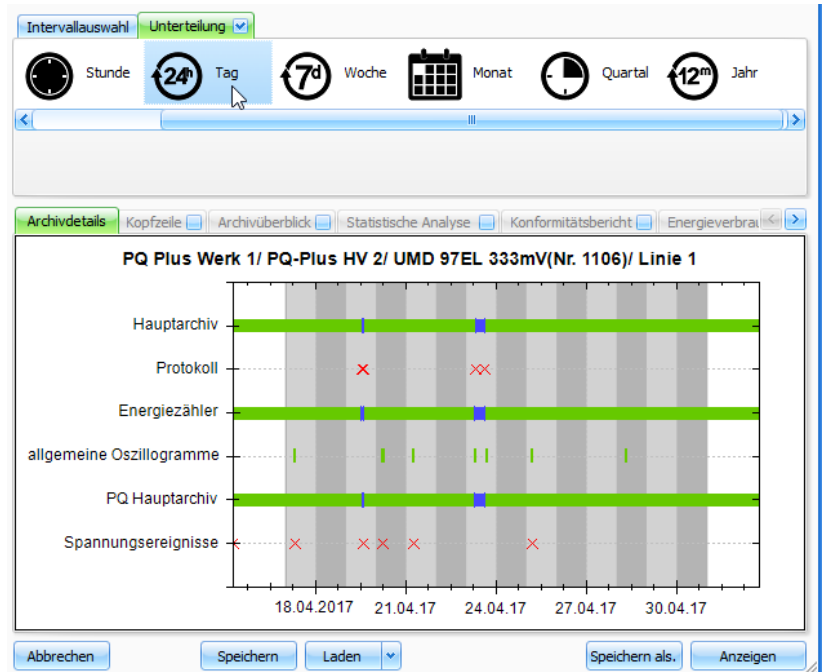 Intervallauswahl Unterteilung
Stunde 24h Tag 7d Woche Monat Quartal 12m Jahr
Archivdetails Kopfzeile Archivüberblick Statistische Analyse Konformitätsbericht Energieverbrau
PQ Plus Werk 1/ PQ-Plus HV 2/ UMD 97EL 333mV(Nr. 1106)/ Linie 1
Hauptarchiv
Protokoll
Energiezähler
allgemeine Oszillogramme
PQ Hauptarchiv
Spannungsereignisse
18.04.2017 21.04.17 24.04.17 27.04.17 30.04.17
Abbrechen Speichern Laden Speichern als. Anzeigen